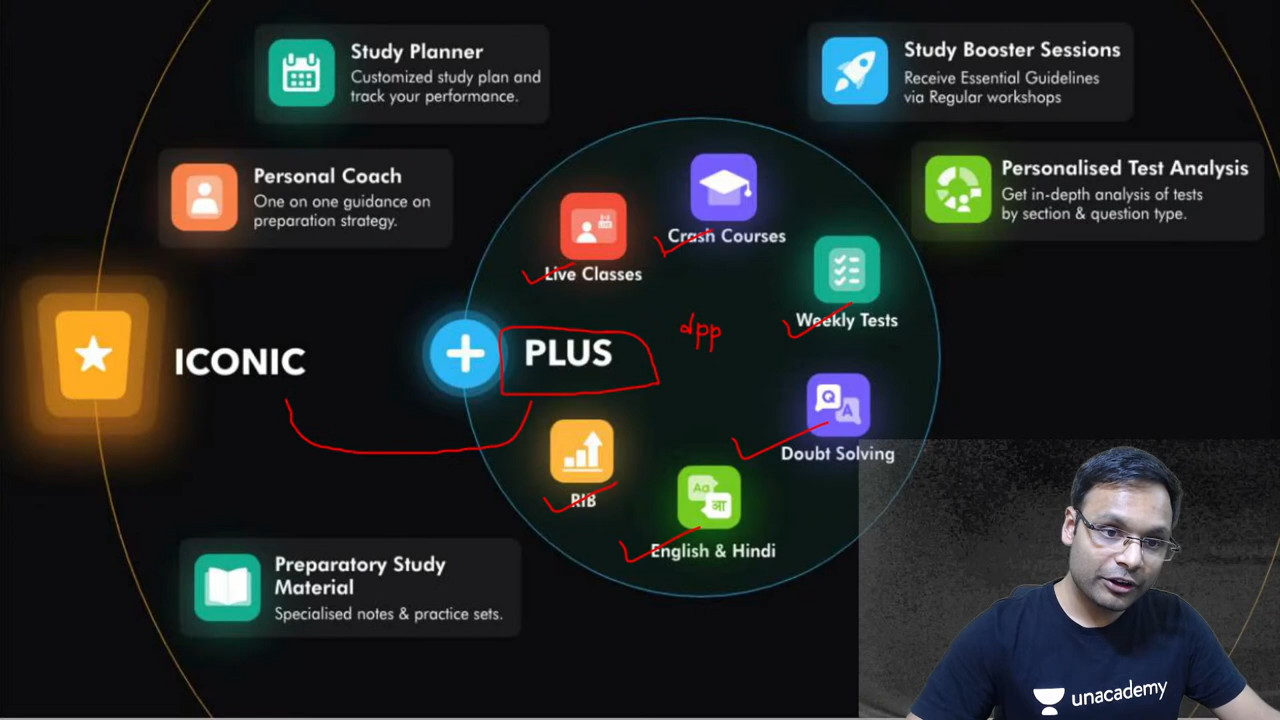 Study Planner
Customized study plan and
track your performance.
Study Booster Sessions
Receive Essential Guidelines
via Regular workshops
Personal Coach
One on one guidance on
preparation strategy.
Personalised Test Analysis
Get in-depth analysis of tests
by section & question type.
Crash Courses
Live Classes
Weekly Tests
dpp
ICONIC
PLUS
Q
A
Doubt Solving
RIB
Aa
आ
English & Hindi
Preparatory Study
Material
Specialised notes & practice sets.
unacademy